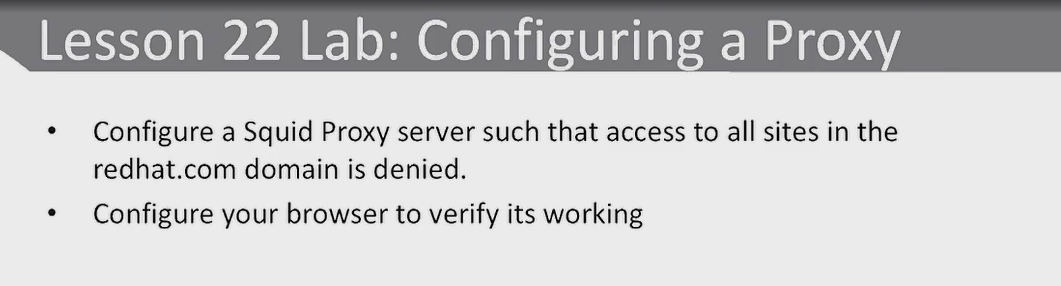 Lesson 22 Lab: Configuring a Proxy
• Configure a Squid Proxy server such that access to all sites in the
redhat.com domain is denied.
• Configure your browser to verify its working